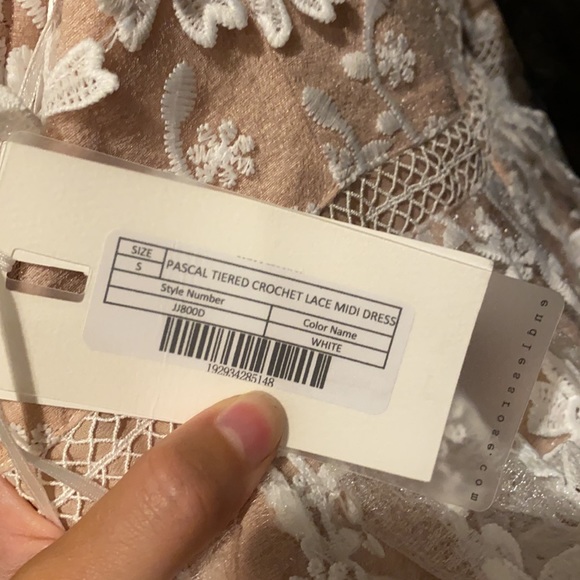 SIZE
S
PASCAL TIERED CROCHET LACE MIDI DRESS
Style Number
Color Name
JJ800D
WHITE
192934285148